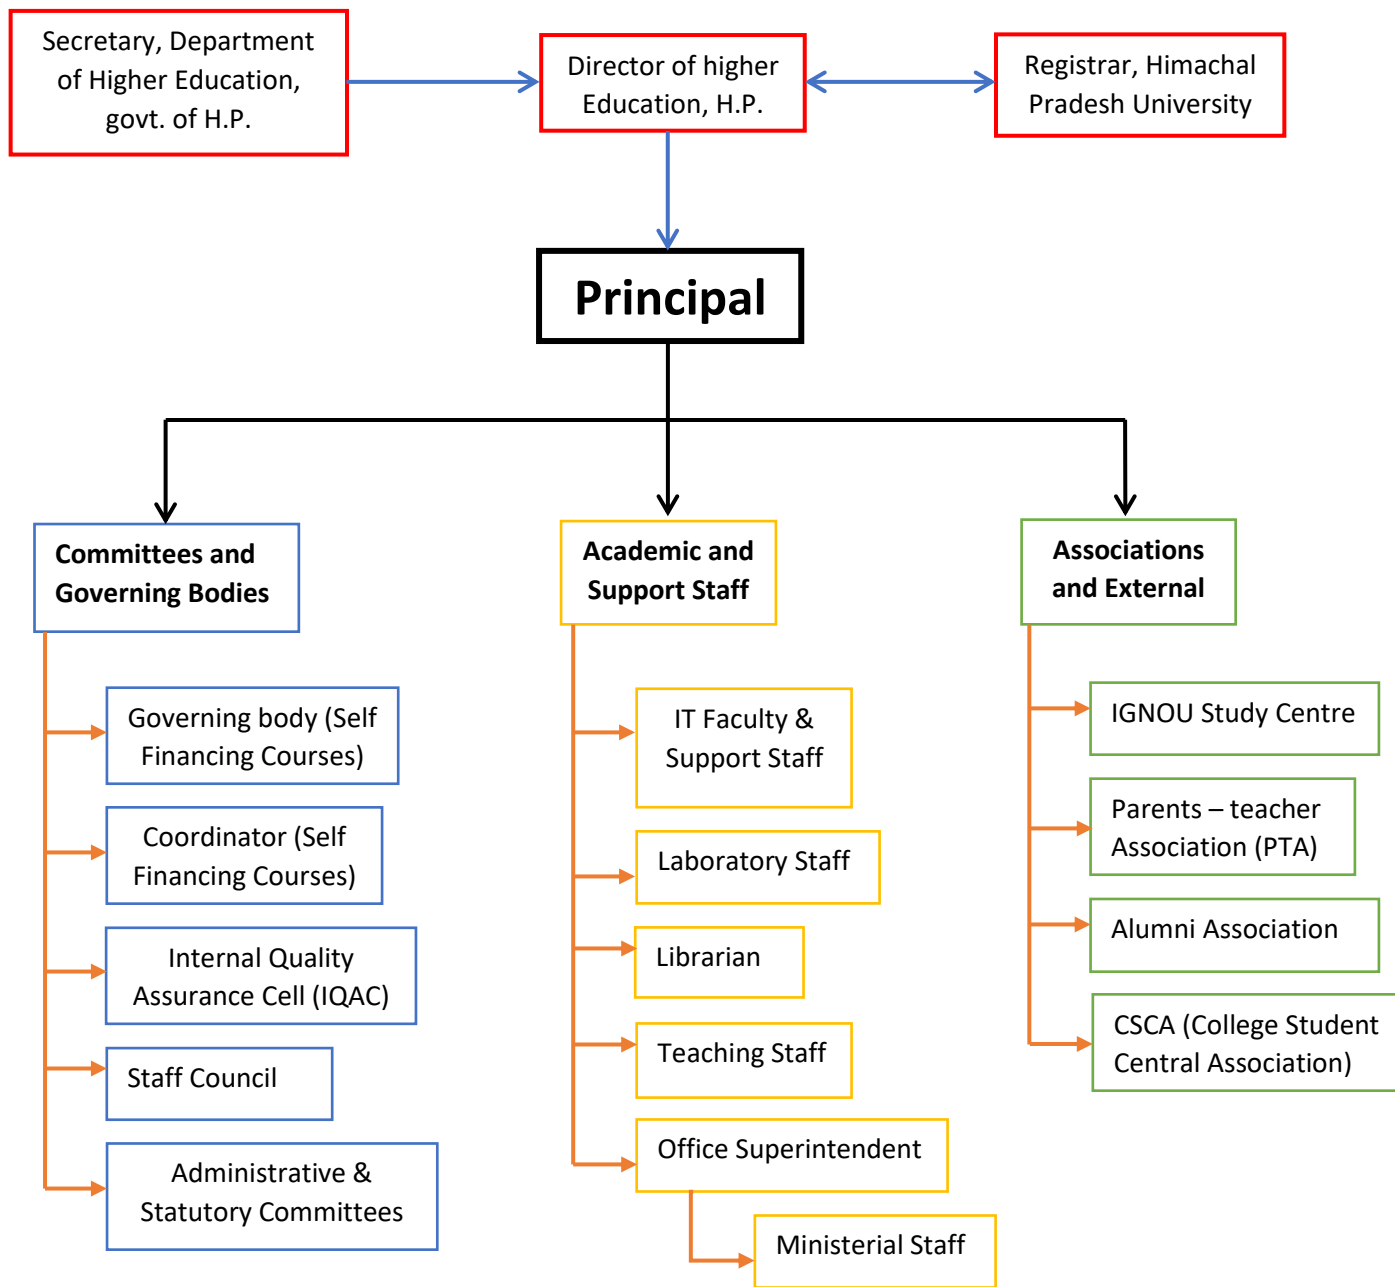 Secretary, Department
of Higher Education,
govt. of H.P.
Director of higher
Education, H.P.
Registrar, Himachal
Pradesh University
Principal
Committees and
Governing Bodies
Governing body (Self
Financing Courses)
Coordinator (Self
Financing Courses)
Internal Quality
Assurance Cell (IQAC)
Staff Council
Administrative &
Statutory Committees
Academic and
Support Staff
IT Faculty &
Support Staff
Laboratory Staff
Librarian
Teaching Staff
Office Superintendent
Ministerial Staff
Associations
and External
IGNOU Study Centre
Parents – teacher
Association (PTA)
Alumni Association
CSCA (College Student
Central Association)